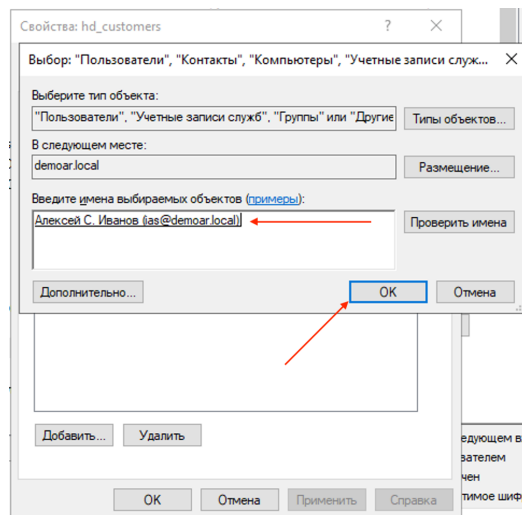 Свойства: hd_customers
Выбор: "Пользователи", "Контакты", "Компьютеры", "Учетные записи служ...
Выберите тип объекта:
"Пользователи", "Учетные записи служб", "Группы" или "Другие
Типы объектов...
В следующем месте:
demoar.local
Размещение...
Введите имена выбираемых объектов (примеры):
Алексей С. Иванов (ias@demoar.local)
Проверить имена
Дополнительно...
ОК
Отмена
Добавить...
Удалить
едующем в
зателем
чен
тимое шиф
ОК
Отмена
Применить
Справка